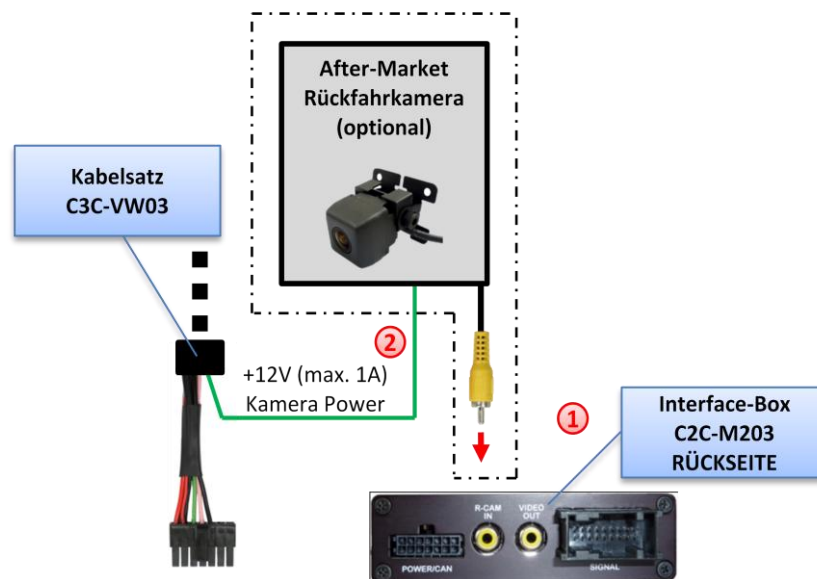 After-Market
Rückfahrkamera
(optional)
Kabelsatz
C3C-VW03
2
+12V (max. 1A)
Kamera Power
1
Interface-Box
C2C-M203
RÜCKSEITE
R-CAM
IN
VIDEO
OUT
POWER/CAN
SIGNAL